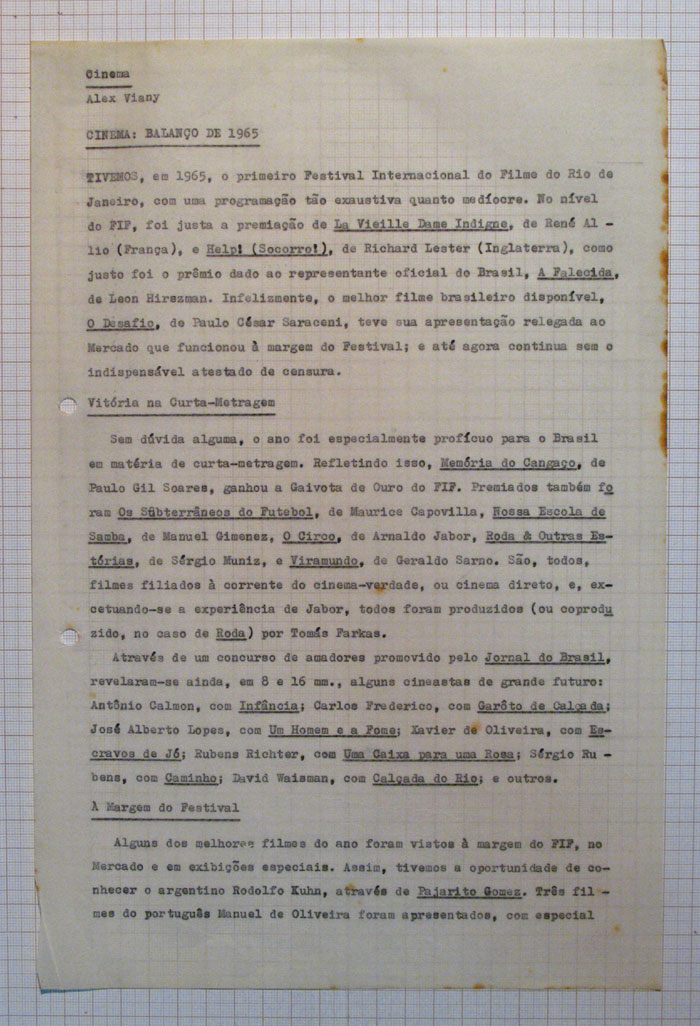 Cinema
Alex Viany
CINEMA: BALANÇO DE 1965
TIVEMOS, em 1965, o primeiro Festival Internacional do Filme do Rio de
Janeiro, com uma programação tão exaustiva quanto medíocre. No nível
do FIF, foi justa a premiação de La Vieille Dame Indigne, de René Al -
lio (França), e Help! (Socorro!), de Richard Lester (Inglaterra), como
justo foi o prêmio dado ao representante oficial do Brasil, A Falecida,
de Leon Hirszman. Infelizmente, o melhor filme brasileiro disponível,
O Desafio, de Paulo César Saraceni, teve sua apresentação relegada ao
Mercado que funcionou à margem do Festival; e até agora continua sem o
indispensável atestado de censura.
Vitória na Curta-Metragem
Sem dúvida alguma, o ano foi especialmente profícuo para o Brasil
em matéria de curta-metragem. Refletindo isso, Memória do Cangaço, de
Paulo Gil Soares, ganhou a Gaivota de Ouro do FIF. Premiados também fo
ram Os Sübterrâneos do Futebol, de Maurice Capovilla, Nossa Escola de
Samba, de Manuel Gimenez, O Circo, de Arnaldo Jabor, Roda & Outras Es-
tórias, de Sérgio Muniz, e Viramundo, de Geraldo Sarno. São, todos,
filmes filiados à corrente do cinema-verdade, ou cinema direto, e, ex-
cetuando-se a experiência de Jabor, todos foram produzidos (ou coprodu
zido, no caso de Roda) por Tomás Farkas.
Através de um concurso de amadores promovido pelo Jornal do Brasil,
revelaram-se ainda, em 8 e 16 mm., alguns cineastas de grande futuro:
Antônio Calmon, com Infância; Carlos Frederico, com Garôto de Calçada;
José Alberto Lopes, com Um Homem e a Fome; Xavier de Oliveira, com Es-
cravos de Jó; Rubens Richter, com Uma Caixa para uma Rosa; Sérgio Ru -
bens, com Caminho; David Waisman, com Calçada do Rio; e outros.
À Margem do Festival
Alguns dos melhores filmes do ano foram vistos à margem do FIF, no
Mercado e em exibições especiais. Assim, tivemos a oportunidade de co-
nhecer o argentino Rodolfo Kuhn, através de Pajarito Gomez. Três fil -
mes do português Manuel de Oliveira foram apresentados, com especial